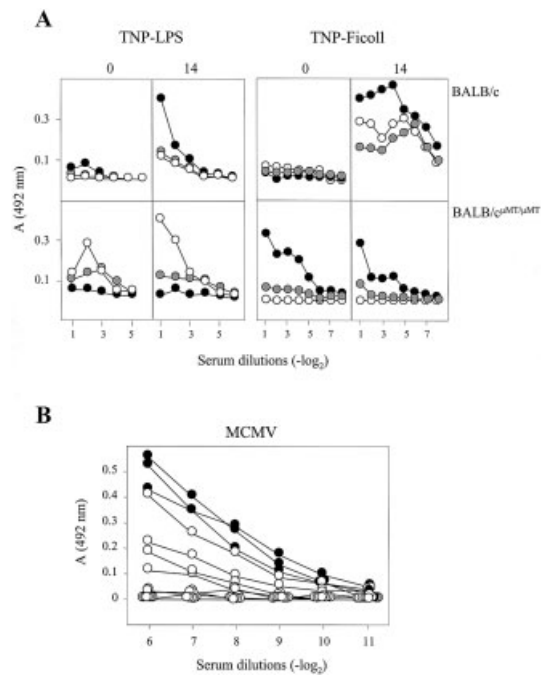 A
TNP-LPS TNP-Ficoll
0 14 0 14
BALB/c
0.3
0.1
A (492 nm)
BALB/cμMT/μMT
0.3
0.1
1 3 5 1 3 5 1 3 5 7 1 3 5 7
Serum dilutions (-log2)
B
MCMV
0.5
0.4
0.3
0.2
0.1
0
A (492 nm)
6 7 8 9 10 11
Serum dilutions (-log2)